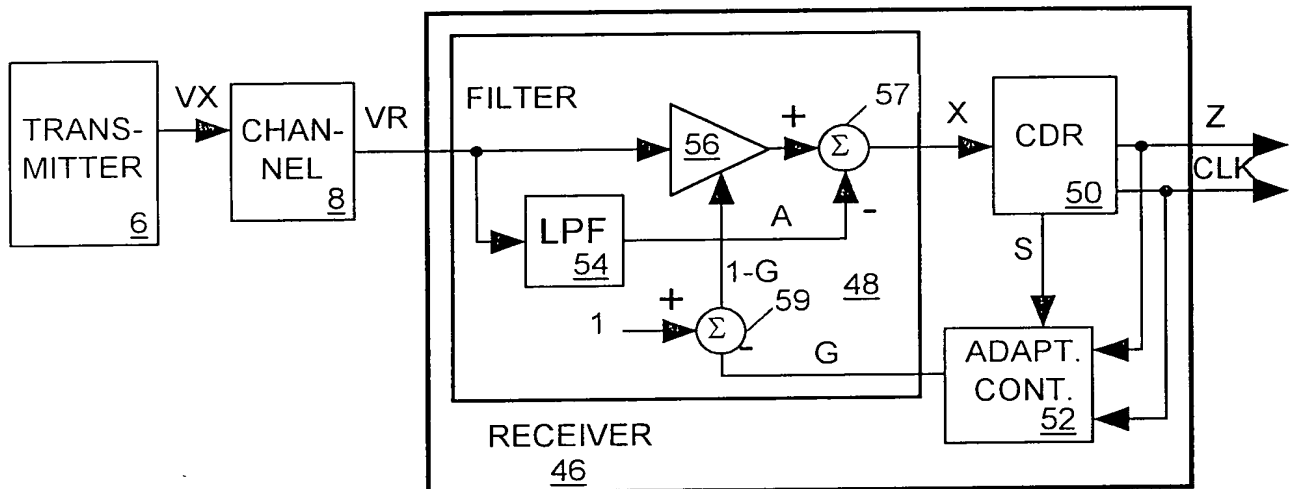 TRANS-
MITTER
6
VX
CHAN-
NEL
8
VR
FILTER
56
+
57
Σ
-
LPF
54
A
1-G
48
1
+
Σ
-
59
G
X
CDR
50
Z
CLK
S
ADAPT.
CONT.
52
RECEIVER
46